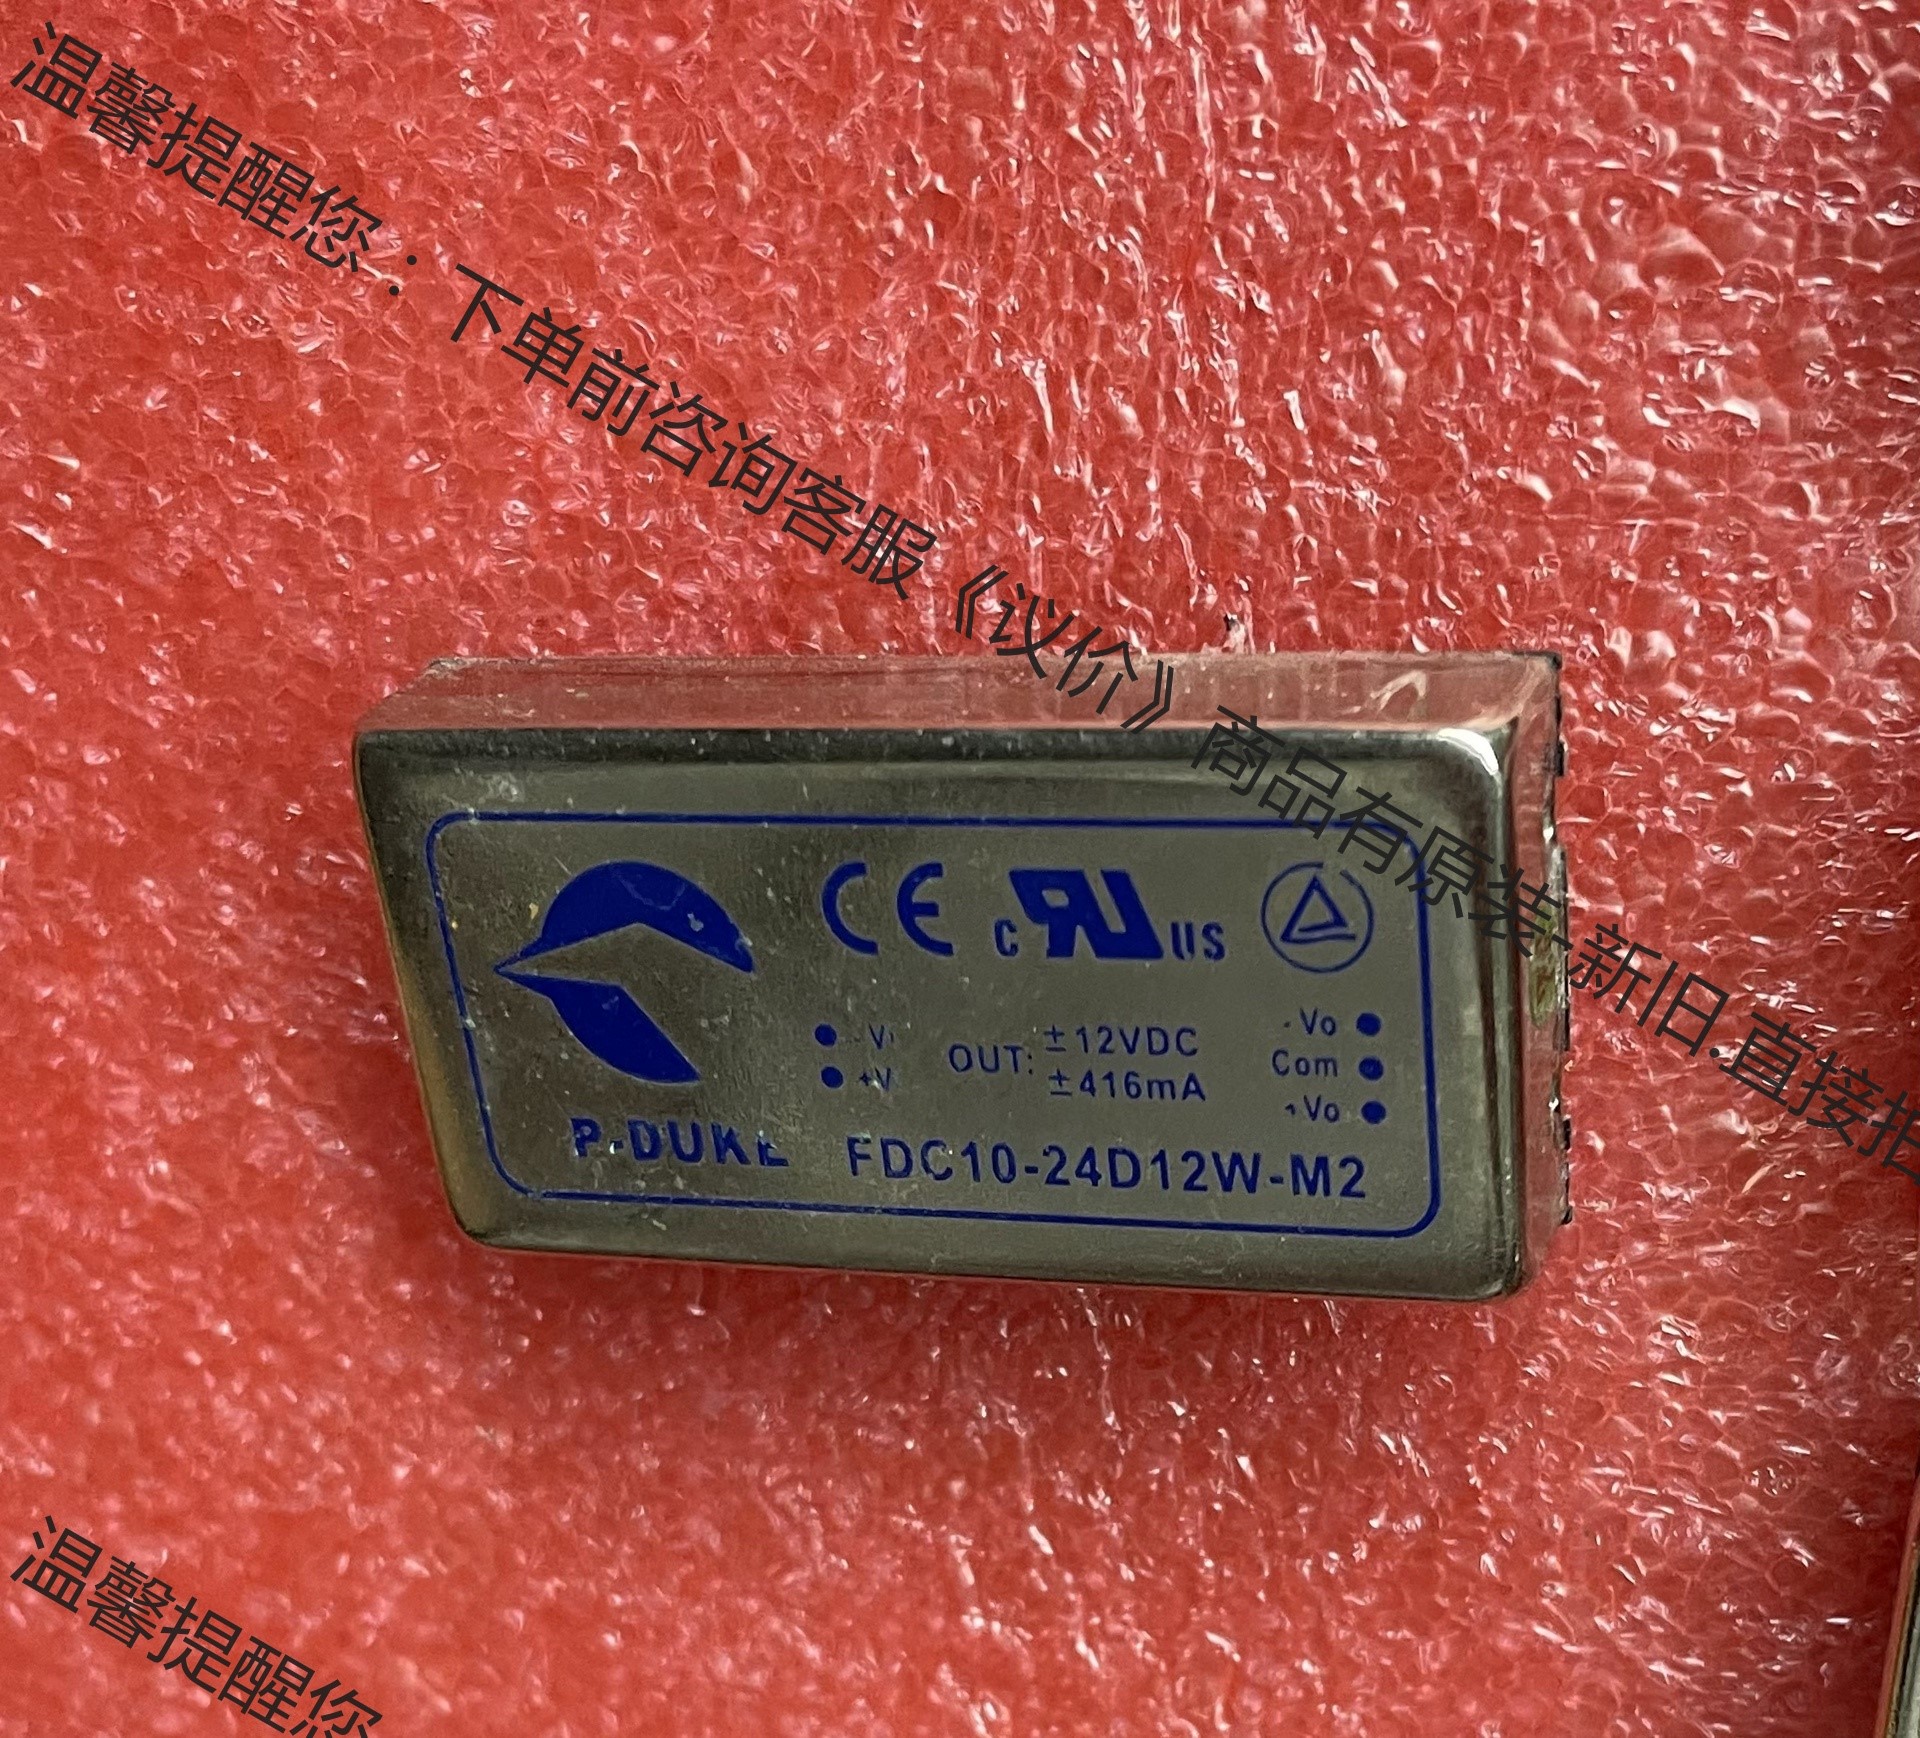 温馨提醒您：下单前咨询客服《议价》商品有原装-新旧.直接拍
CE c RU us
-Vo
OUT: ±12VDC
Com
±416mA
+V
+Vo
P-DUKE FDC10-24D12W-M2
温馨提醒您